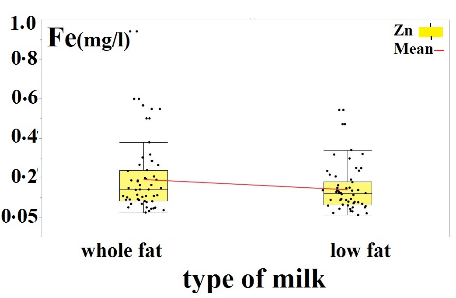 1.0
Fe(mg/l)
Zn
Mean
0.8
0.6
0.4
0.2
0.05
whole fat
low fat
type of milk